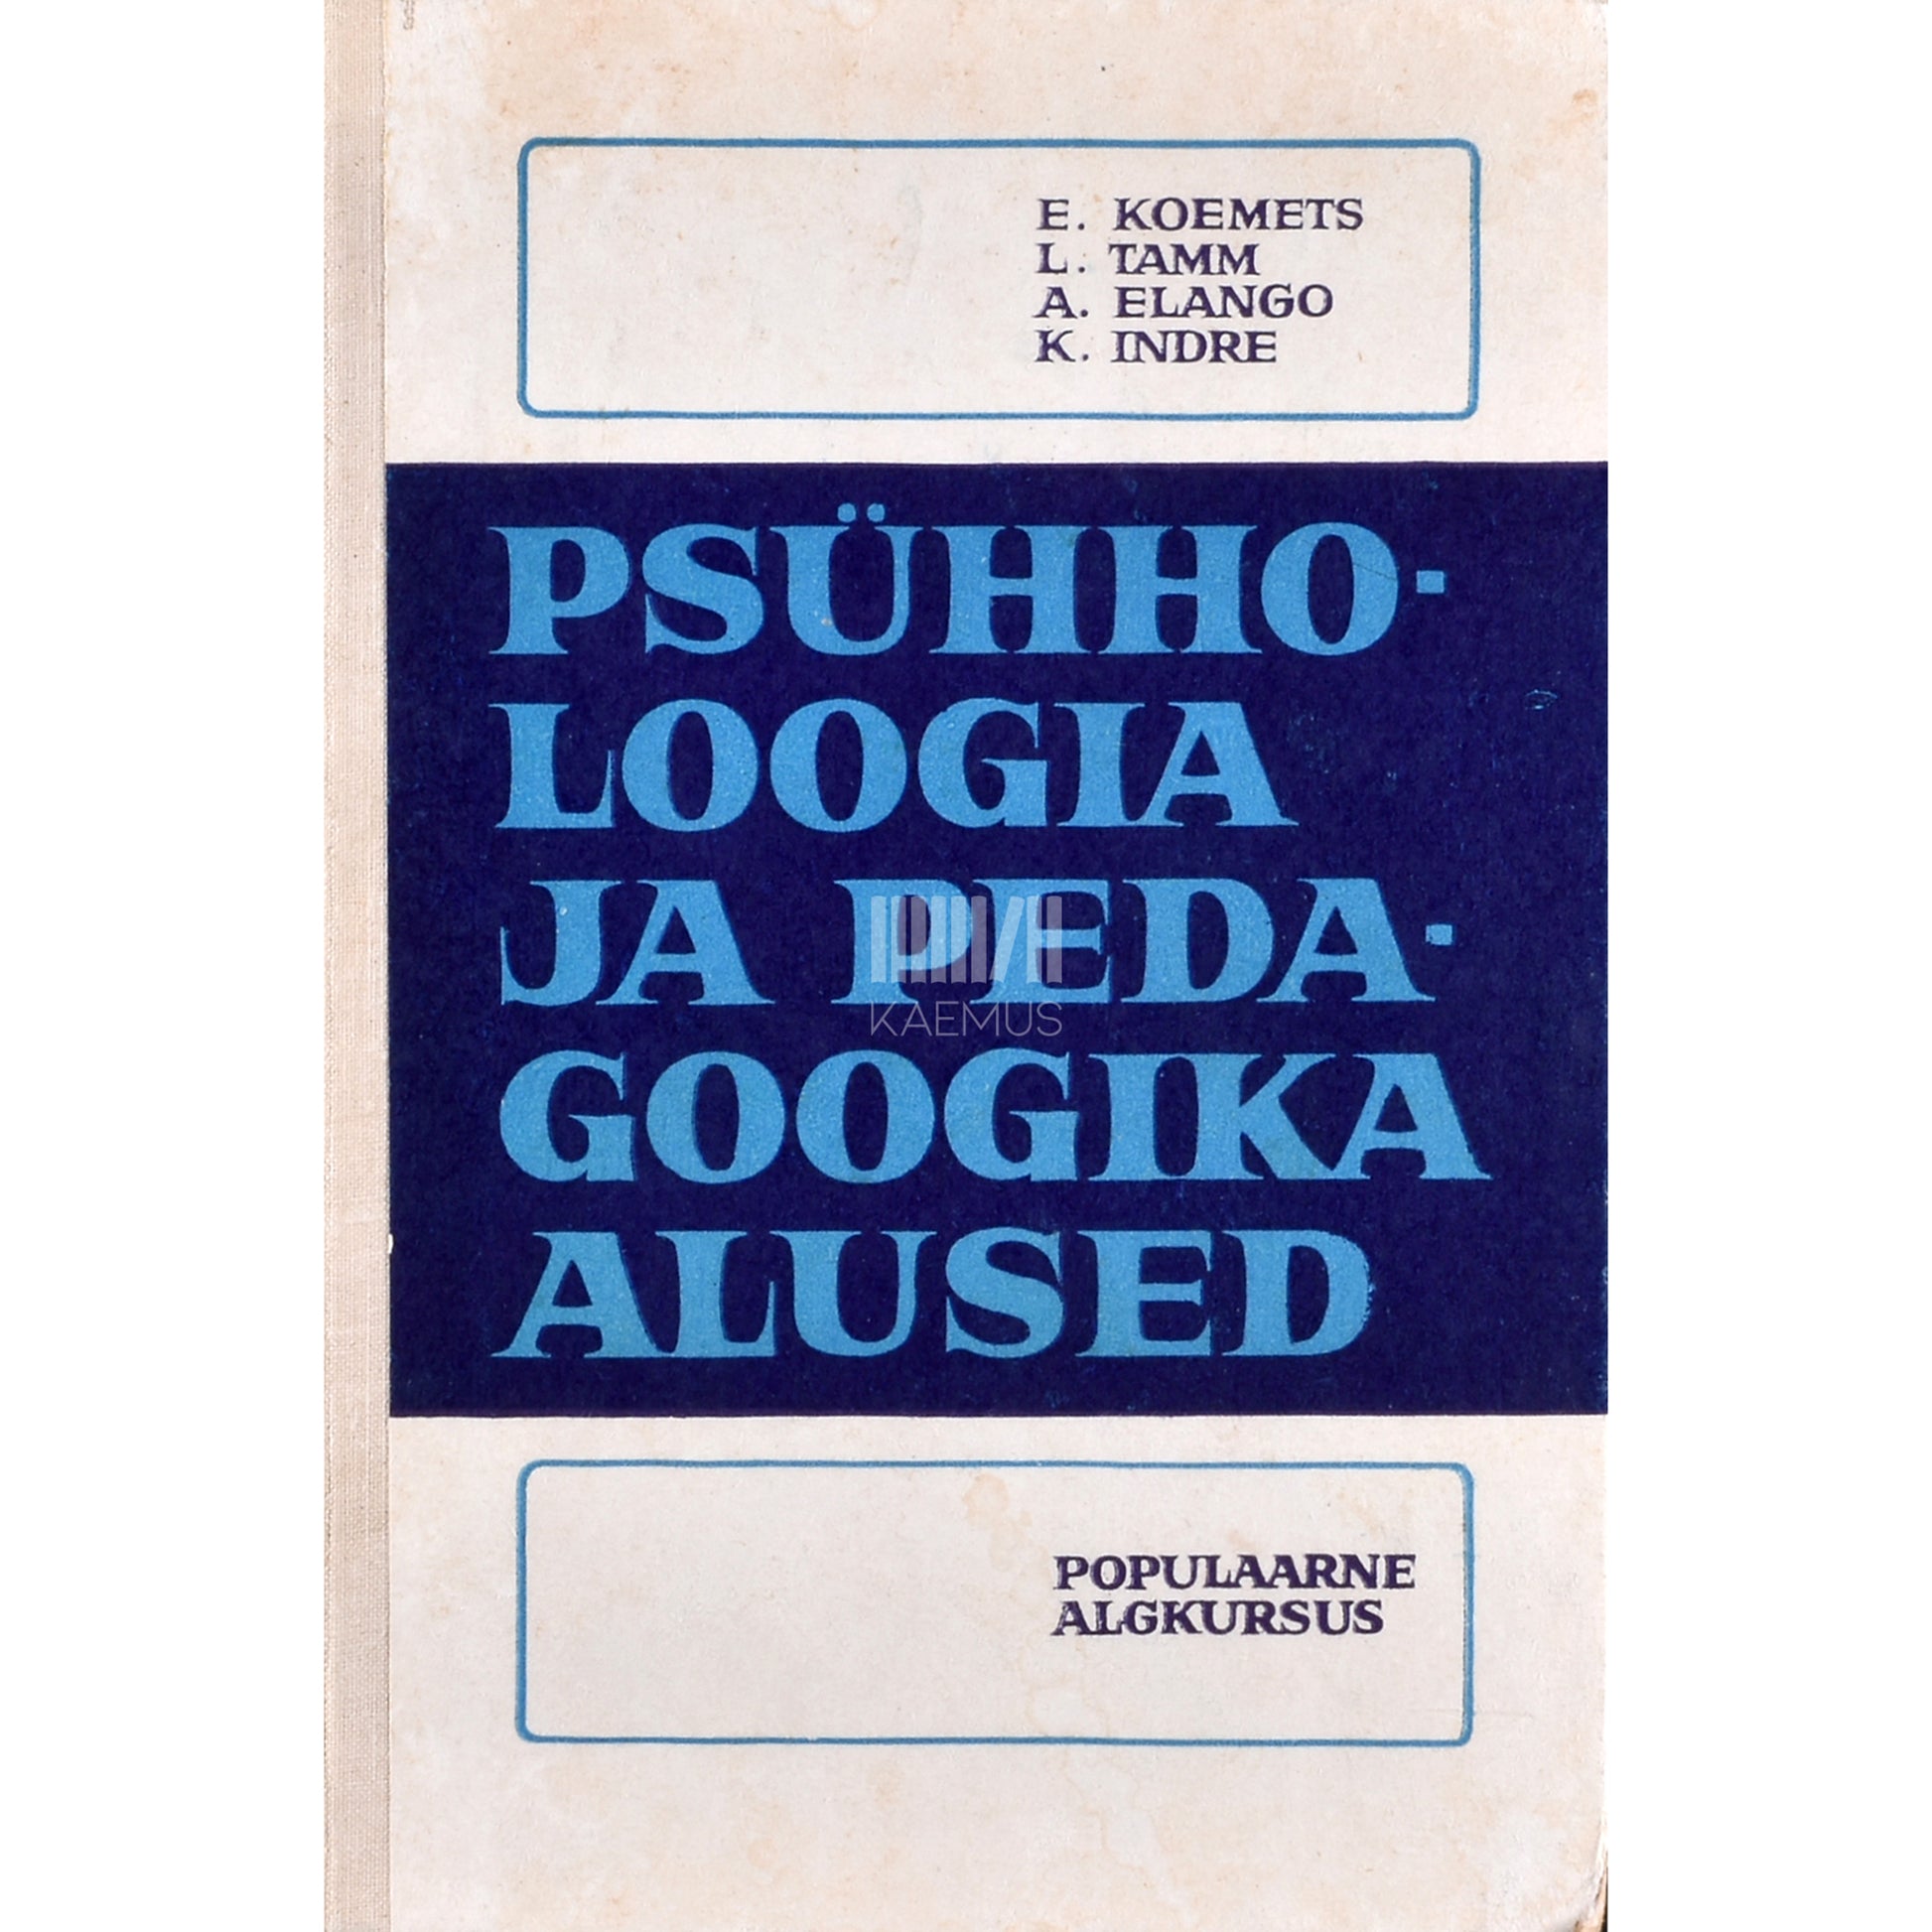 E. KOEMETS
L. TAMM
A. ELANGO
K. INDRE
PSÜHHO-
LOOGIA
JA PEDA-
GOOGIKA
ALUSED
KAEMUS
POPULAARNE
ALGKURSUS